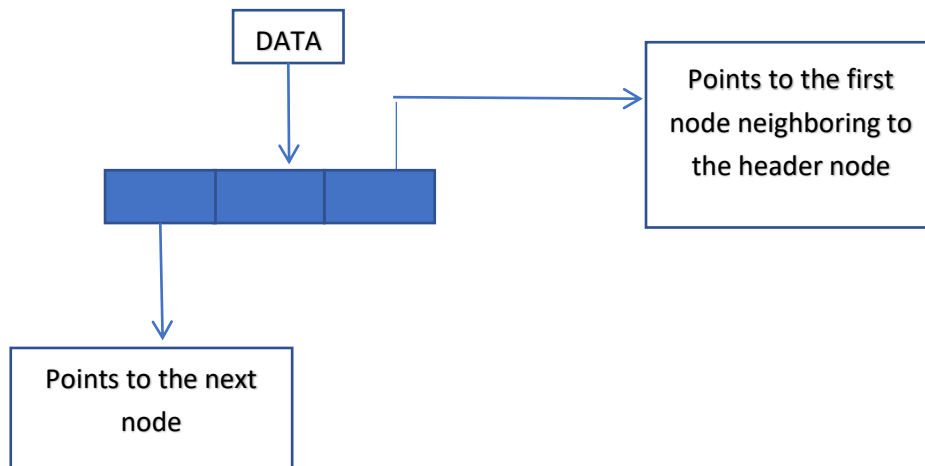 DATA
Points to the first
node neighboring to
the header node
Points to the next
node